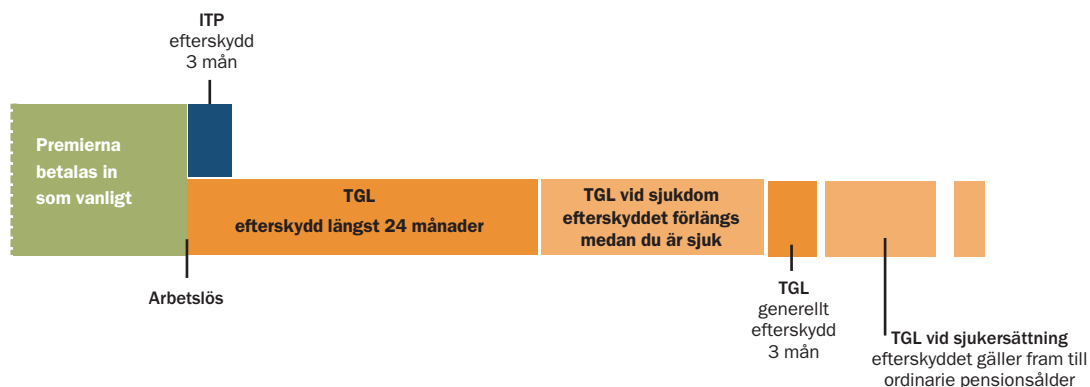 ITP
efterskydd
3 mån
Premierna
betalas in
som vanligt
TGL
efterskydd längst 24 månader
TGL vid sjukdom
efterskyddet förlängs
medan du är sjuk
Arbetslös
TGL
generellt
efterskydd
3 mån
TGL vid sjukersättning
efterskyddet gäller fram till
ordinarie pensionsålder